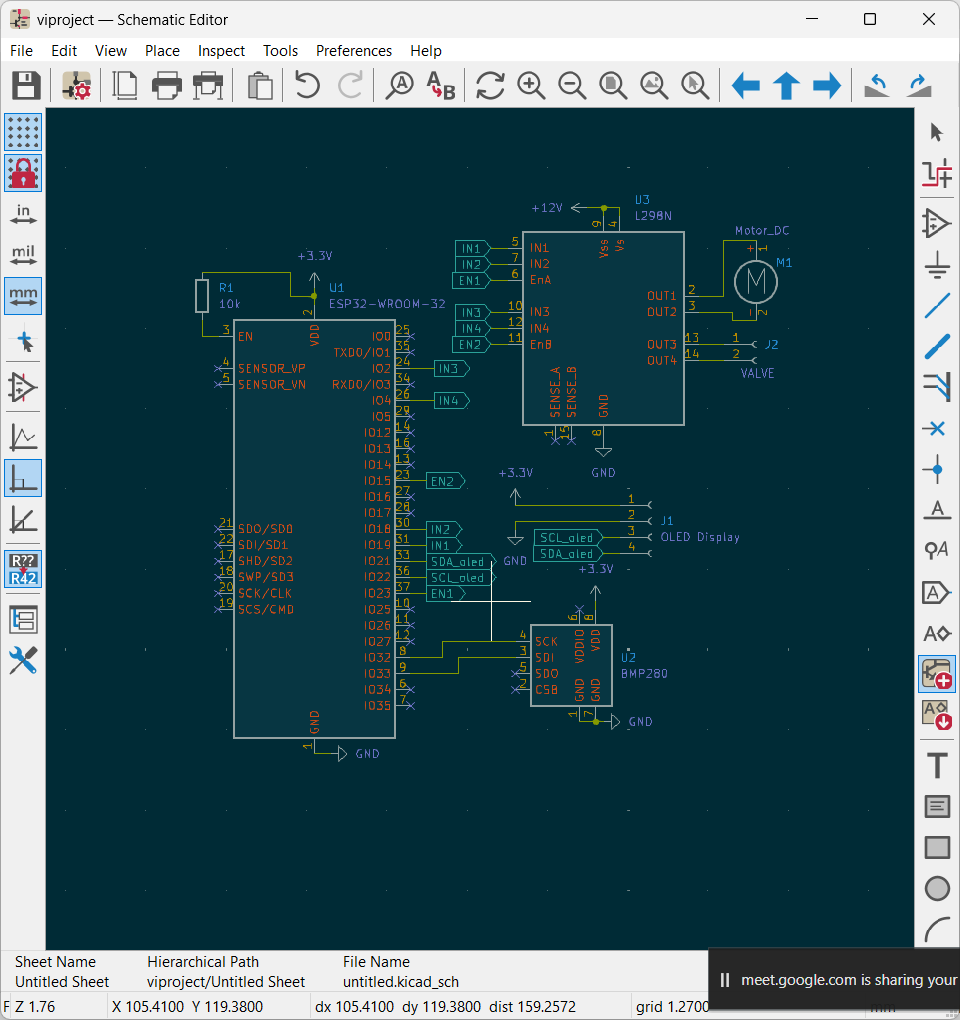 viproject — Schematic Editor
File Edit View Place Inspect Tools Preferences Help
A A B
in
mil
mm
R??
R42
+12V
U3
L298N
9 4
Vss Vs
IN1 5 IN1
IN2 7 IN2
EN1 6 EnA
IN3 10 IN3
IN4 12 IN4
EN2 11 EnB
OUT1 2
OUT2 3
OUT3 13
OUT4 14
SENSE_A SENSE_B GND
1 15 8
GND
Motor_DC
+ 1
M M1
- 2
1 J2
2
VALVE
+3.3V
R1
10k
U1
ESP32-WROOM-32
2
VDD
3 EN
4 SENSOR_VP
5 SENSOR_VN
21 SDO/SD0
22 SDI/SD1
17 SHD/SD2
18 SWP/SD3
20 SCK/CLK
19 SCS/CMD
IO0 25
TXD0/IO1 35
IO2 24 IN3
RXD0/IO3 34
IO4 26 IN4
IO5 29
IO12 14
IO13 16
IO14 13
IO15 23 EN2
IO16 27
IO17 28
IO18 30 IN2
IO19 31 IN1
IO21 33 SDA_oled
IO22 36 SCL_oled
IO23 37 EN1
IO25 10
IO26 11
IO27 12
IO32 8
IO33 9
IO34 6
IO35 7
GND
1
GND
+3.3V
1
2
3
4
J1
OLED Display
GND
SCL_oled
SDA_oled
+3.3V
6 8
VDDIO VDD
4 SCK
3 SDI
5 SDO
2 CSB
GND GND
1 7
U2
BMP280
GND
A
A
A
A
A
T
Sheet Name Hierarchical Path File Name
Untitled Sheet viproject/Untitled Sheet untitled.kicad_sch
meet.google.com is sharing your
F Z 1.76 X 105.4100 Y 119.3800 dx 105.4100 dy 119.3800 dist 159.2572 grid 1.2700 mm